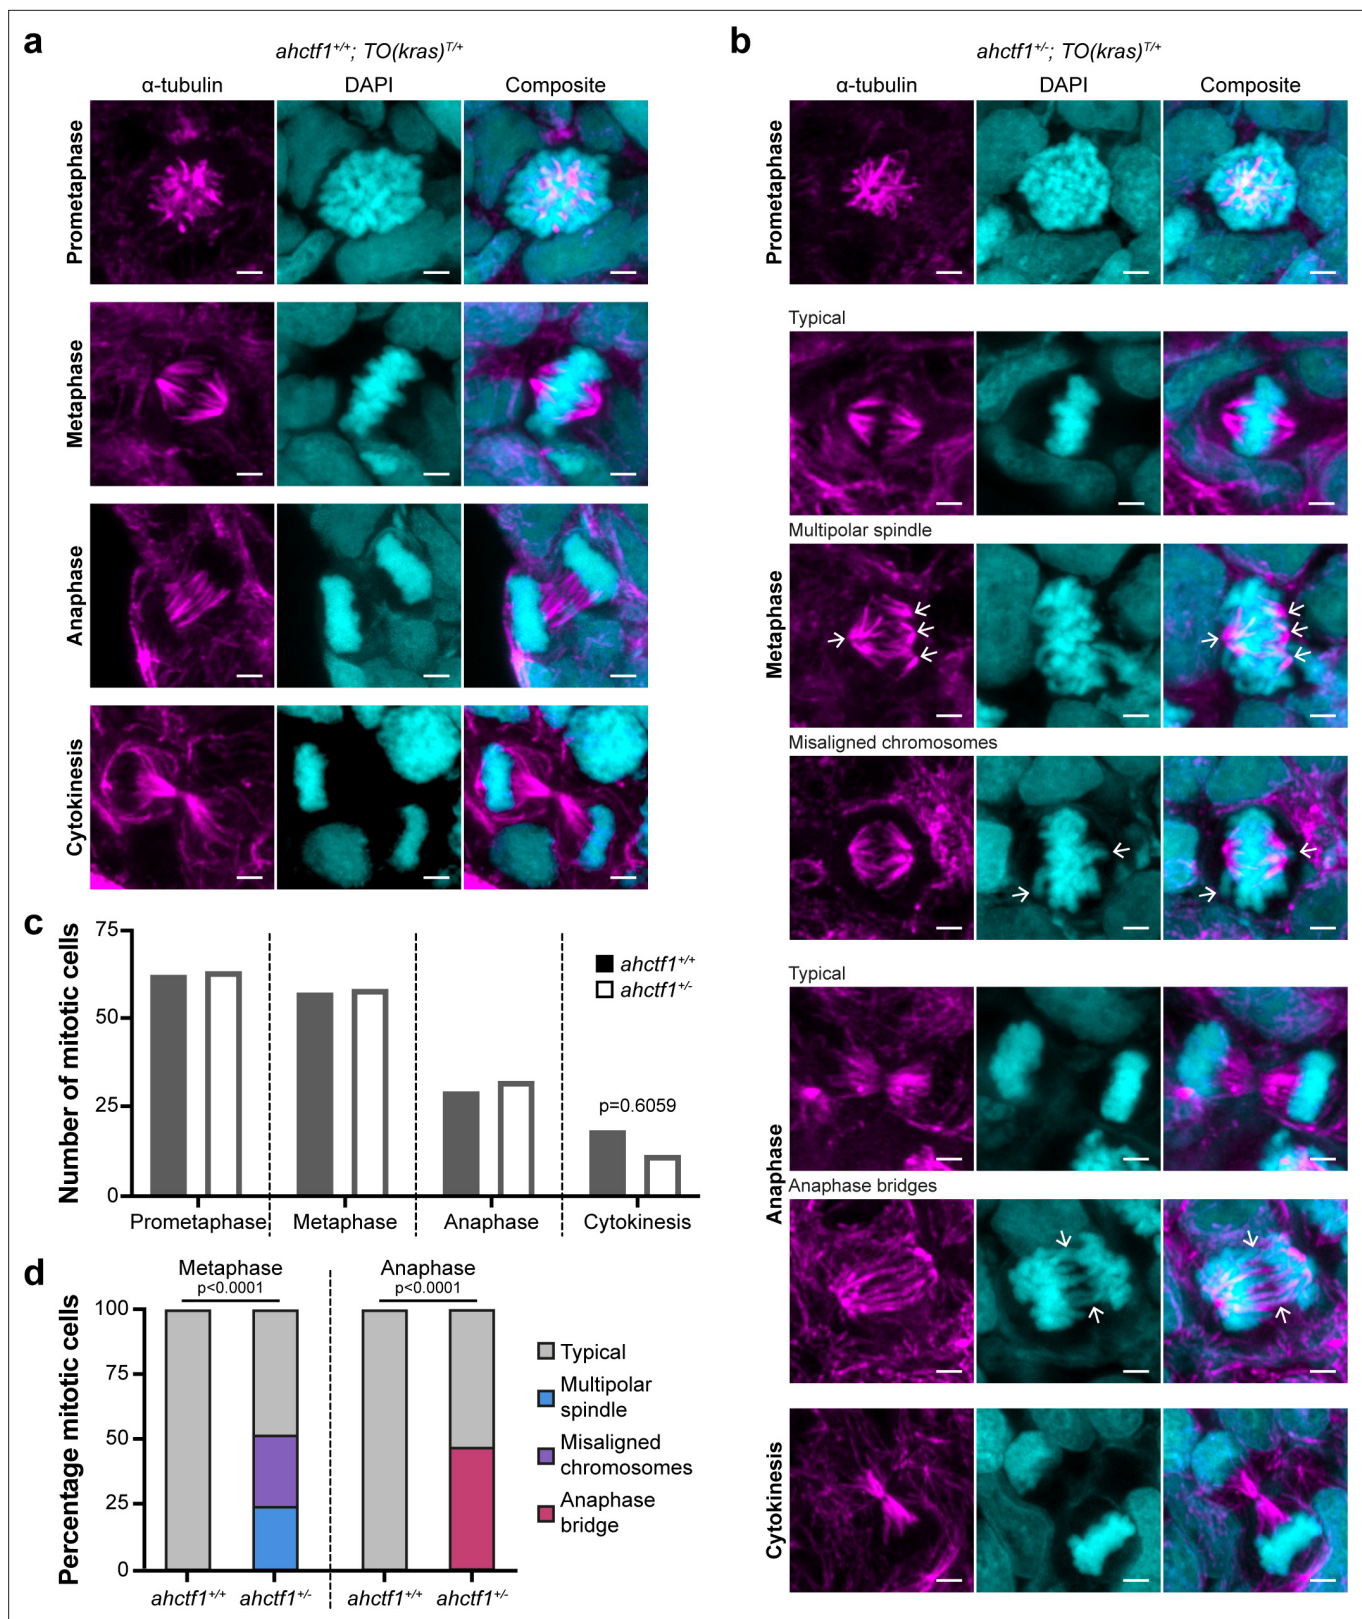 a
ahctf1+/+; TO(kras)T/+
α-tubulin DAPI Composite
Prometaphase
Metaphase
Anaphase
Cytokinesis
b
ahctf1+/-; TO(kras)T/+
α-tubulin DAPI Composite
Prometaphase
Typical
Multipolar spindle
Metaphase
Misaligned chromosomes
Typical
Anaphase
Anaphase bridges
Cytokinesis
c
Number of mitotic cells
75
50
25
0
ahctf1+/+
ahctf1+/-
p=0.6059
Prometaphase Metaphase Anaphase Cytokinesis
d
Percentage mitotic cells
Metaphase Anaphase
p<0.0001 p<0.0001
100
75
50
25
0
ahctf1+/+ ahctf1+/- ahctf1+/+ ahctf1+/-
Typical
Multipolar
spindle
Misaligned
chromosomes
Anaphase
bridge